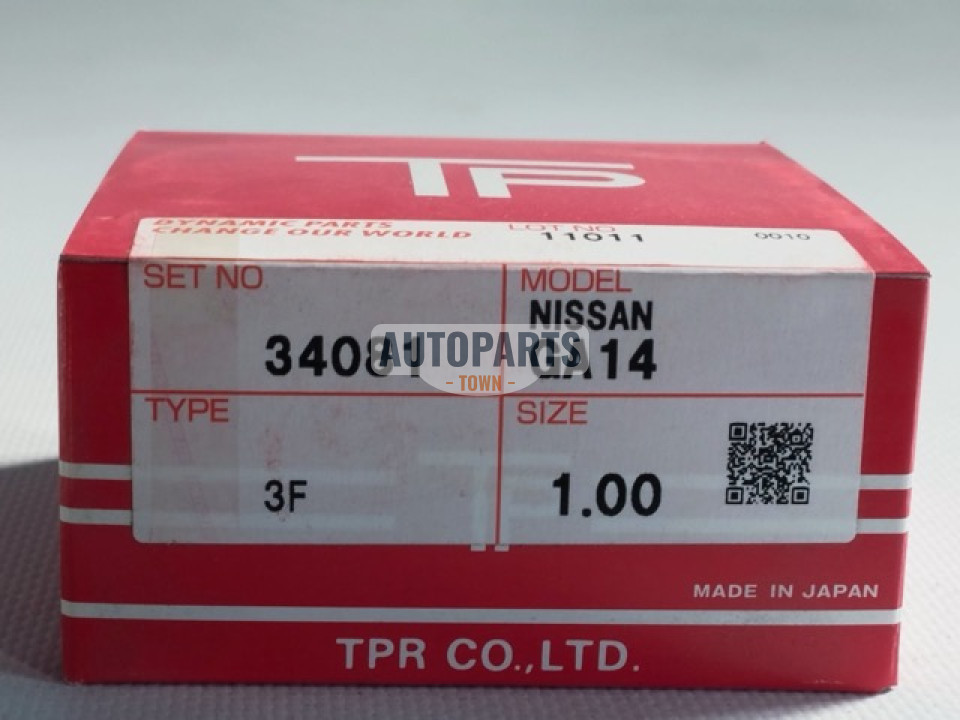 TP
DYNAMIC PARTS
CHANGE OUR WORLD
LOT NO
11011
0010
SET NO
MODEL
NISSAN
34081
GA14
AUTOPARTS
- TOWN -
TYPE
SIZE
3F
1.00
MADE IN JAPAN
TPR CO.,LTD.